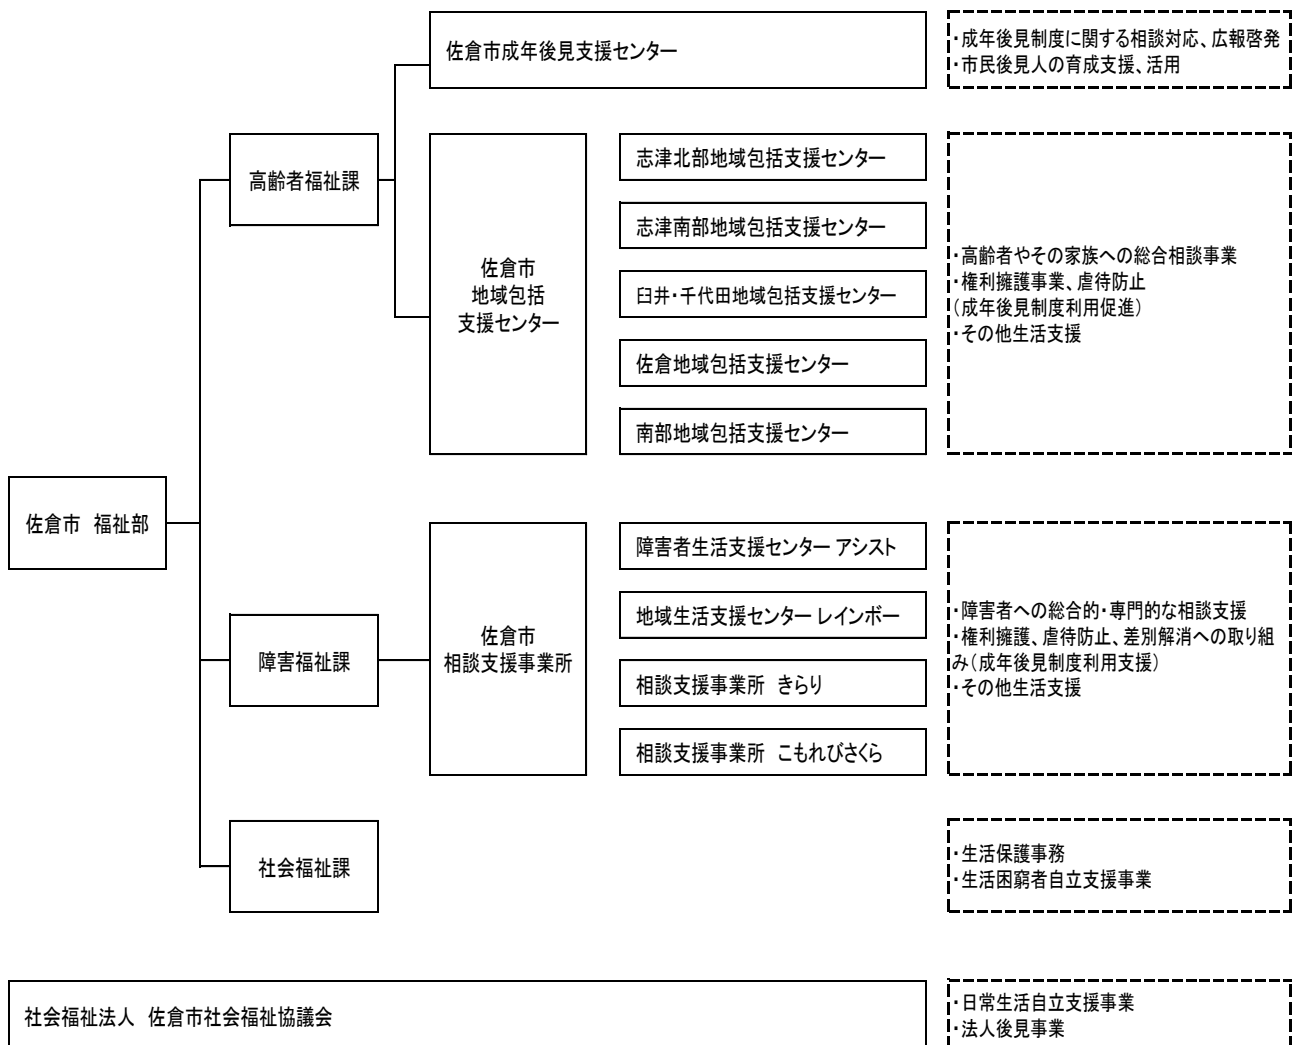 佐倉市成年後見支援センター
・成年後見制度に関する相談対応、広報啓発
・市民後見人の育成支援、活用
高齢者福祉課
佐倉市
地域包括
支援センター
志津北部地域包括支援センター
志津南部地域包括支援センター
臼井・千代田地域包括支援センター
佐倉地域包括支援センター
南部地域包括支援センター
・高齢者やその家族への総合相談事業
・権利擁護事業、虐待防止
(成年後見制度利用促進)
・その他生活支援
佐倉市 福祉部
障害福祉課
佐倉市
相談支援事業所
障害者生活支援センター アシスト
地域生活支援センター レインボー
相談支援事業所 きらり
相談支援事業所 こもれびさくら
・障害者への総合的・専門的な相談支援
・権利擁護、虐待防止、差別解消への取り組
み(成年後見制度利用支援)
・その他生活支援
社会福祉課
・生活保護事務
・生活困窮者自立支援事業
社会福祉法人 佐倉市社会福祉協議会
・日常生活自立支援事業
・法人後見事業